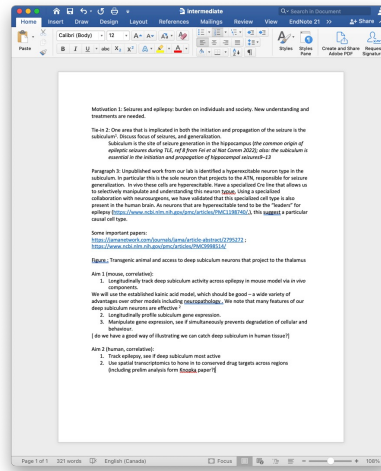 Intermediate
Search in Document
Home Insert Draw Design Layout References Mailings Review View EndNote 21 >> Share
Paste
Calibri (Body) 12 A^ A˅ Aa A
B I U abc X₂ X² A A
Styles
Styles Pane
Create and Share Adobe PDF
Request
Motivation 1: Seizures and epilepsy: burden on individuals and society. New understanding and
treatments are needed.
Tie-in 2: One area that is implicated in both the initiation and propagation of the seizure is the
subiculum². Discuss focus of seizures, and generalization.
Subiculum is the site of seizure generation in hippocampus (the common origin of
epileptic seizures during TLE, ref 8 from Fei et al Nat Comm 2022); also: the subiculum is
essential in the initiation and propagation of hippocampal seizures9–13
Paragraph 3: Unpublished work from our lab is identified a hyperexcitable neuron type in the
subiculum. In particular this is the sole neuron that projects to the ATN, responsible for seizure
generalization. In vivo these cells are hyperexcitable. Have a specialized Cre line that allows us
to selectively manipulate and understanding this neuron type. Using a specialized
collaboration with neurosurgeons, we have validated that this specialized cell type is also
present in the human brain. As neurons that are hyperexcitable tend to be the “leaders” for
epilepsy (https://www.ncbi.nlm.nih.gov/pmc/articles/PMC1198740/,), this suggest a particular
causal cell type.
Some important papers:
https://jamanetwork.com/journals/jama/article-abstract/2795272 ;
https://www.ncbi.nlm.nih.gov/pmc/articles/PMC9998514/
Figure : Transgenic animal and access to deep subiculum neurons that project to the thalamus
Aim 1 (mouse, correlative):
1. Longitudinally track deep subiculum activity across epilepsy in mouse model via in vivo
components.
We will use the established kainic acid model, which should be good – a wide variety of
advantages over other models including neuropathology . We note that many features of our
deep subiculum neurons are effective ²
2. Longitudinally profile subiculum gene expression.
3. Manipulate gene expression, see if simultaneously prevents degradation of cellular and
behaviour.
[ do we have a good way of illustrating we can catch deep subiculum in human tissue?]
Aim 2 (human, correlative):
1. Track epilepsy, see if deep subiculum most active
2. Use spatial transcriptomics to hone in to conserved drug targets across regions
(including prelim analysis form Knopka paper?)
Page 1 of 1 321 words English (Canada) Focus 108%